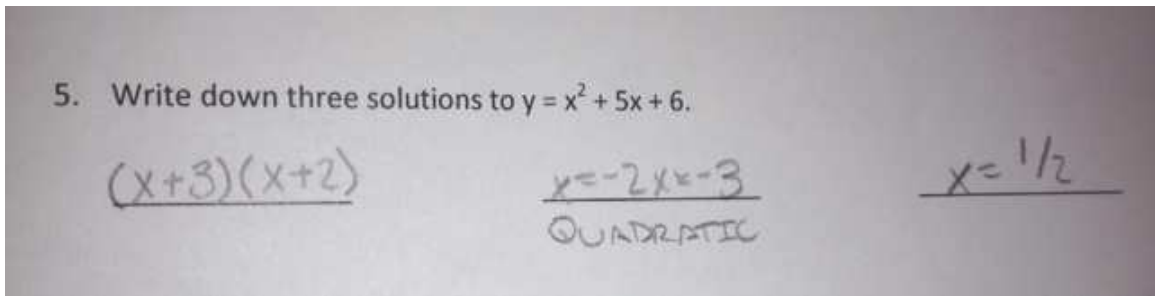 5. Write down three solutions to y = x² + 5x + 6.
(x+3)(x+2) x=-2 x=-3 x= 1/2
QUADRATIC